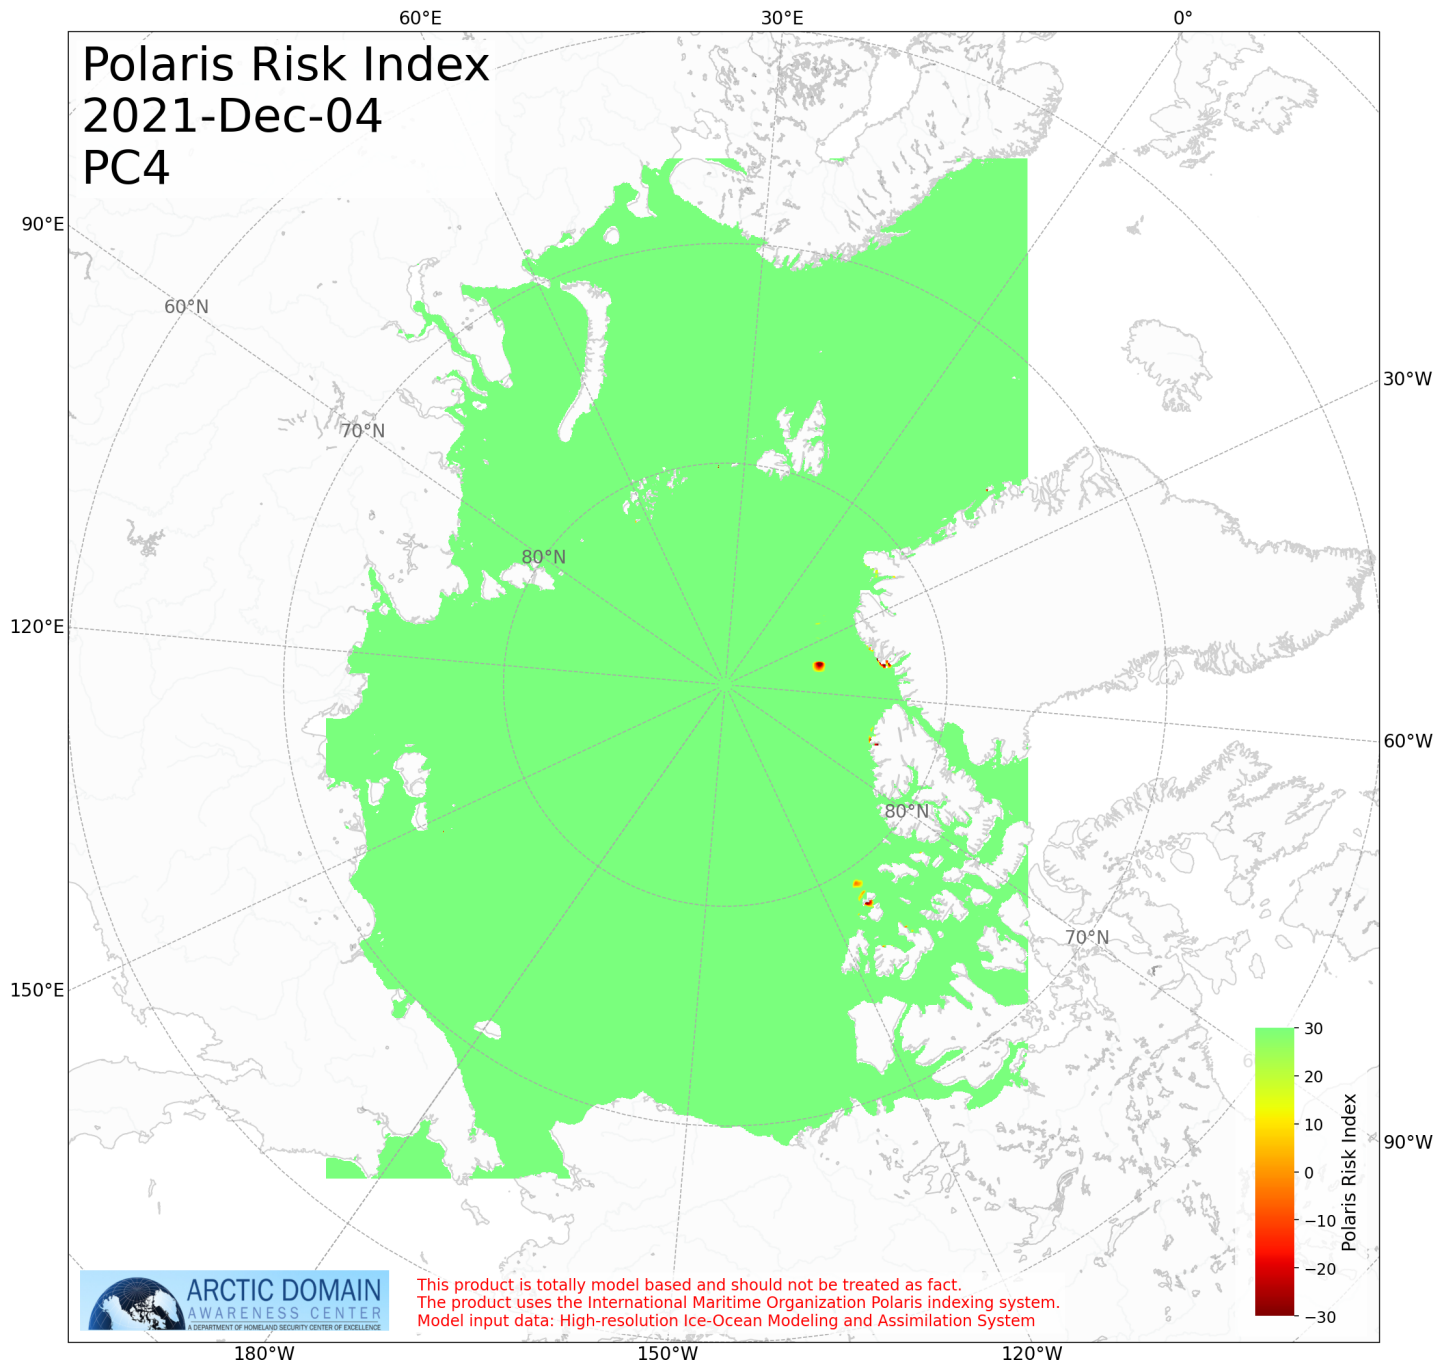 60°E 30°E 0°
Polaris Risk Index
2021-Dec-04
PC4
90°E
60°N
30°W
70°N
80°N
120°E
60°W
80°N
70°N
150°E
30
20
10
0
−10
−20
−30
Polaris Risk Index
90°W
ARCTIC DOMAIN
AWARENESS CENTER
A DEPARTMENT OF HOMELAND SECURITY CENTER OF EXCELLENCE
This product is totally model based and should not be treated as fact.
The product uses the International Maritime Organization Polaris indexing system.
Model input data: High-resolution Ice-Ocean Modeling and Assimilation System
180°W 150°W 120°W